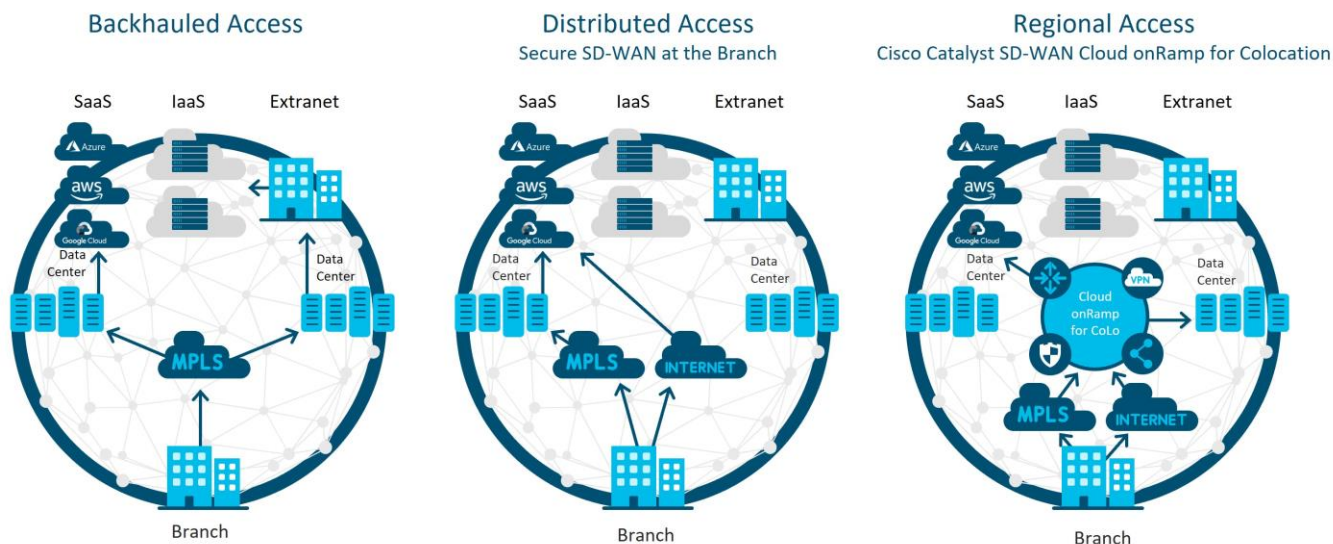 Backhauled Access
SaaS
IaaS
Extranet
Azure
aws
Google Cloud
Data
Center
Data
Center
MPLS
Branch
Distributed Access
Secure SD-WAN at the Branch
SaaS
IaaS
Extranet
Azure
aws
Google Cloud
Data
Center
Data
Center
MPLS
INTERNET
Branch
Regional Access
Cisco Catalyst SD-WAN Cloud onRamp for Colocation
SaaS
IaaS
Extranet
Azure
aws
Google Cloud
Data
Center
VPN
Data
Center
Cloud
onRamp
for CoLo
MPLS
INTERNET
Branch